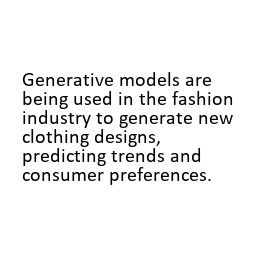 Generative models are
being used in the fashion
industry to generate new
clothing designs,
predicting trends and
consumer preferences.